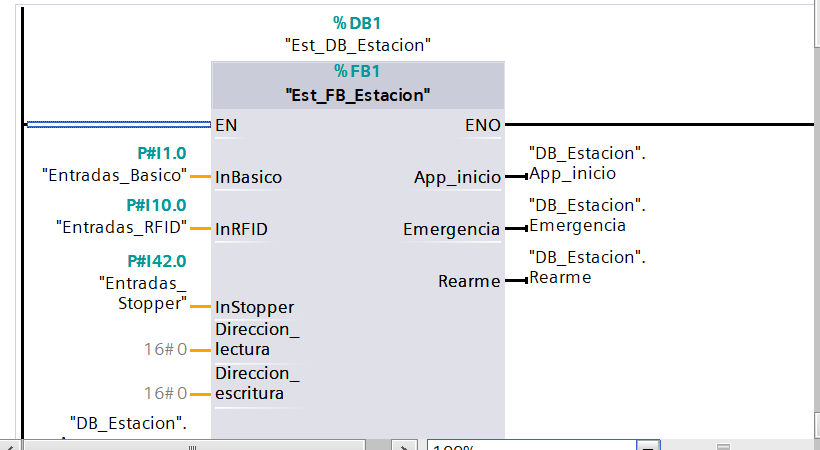 %DB1
"Est_DB_Estacion"
%FB1
"Est_FB_Estacion"
EN
ENO
P#I1.0
"Entradas_Basico"
InBasico
App_inicio
"DB_Estacion".
App_inicio
P#I10.0
"Entradas_RFID"
InRFID
Emergencia
"DB_Estacion".
Emergencia
P#I42.0
"Entradas_
Stopper"
InStopper
Rearme
"DB_Estacion".
Rearme
16#0
Direccion_
lectura
16#0
Direccion_
escritura
"DB_Estacion".
100%